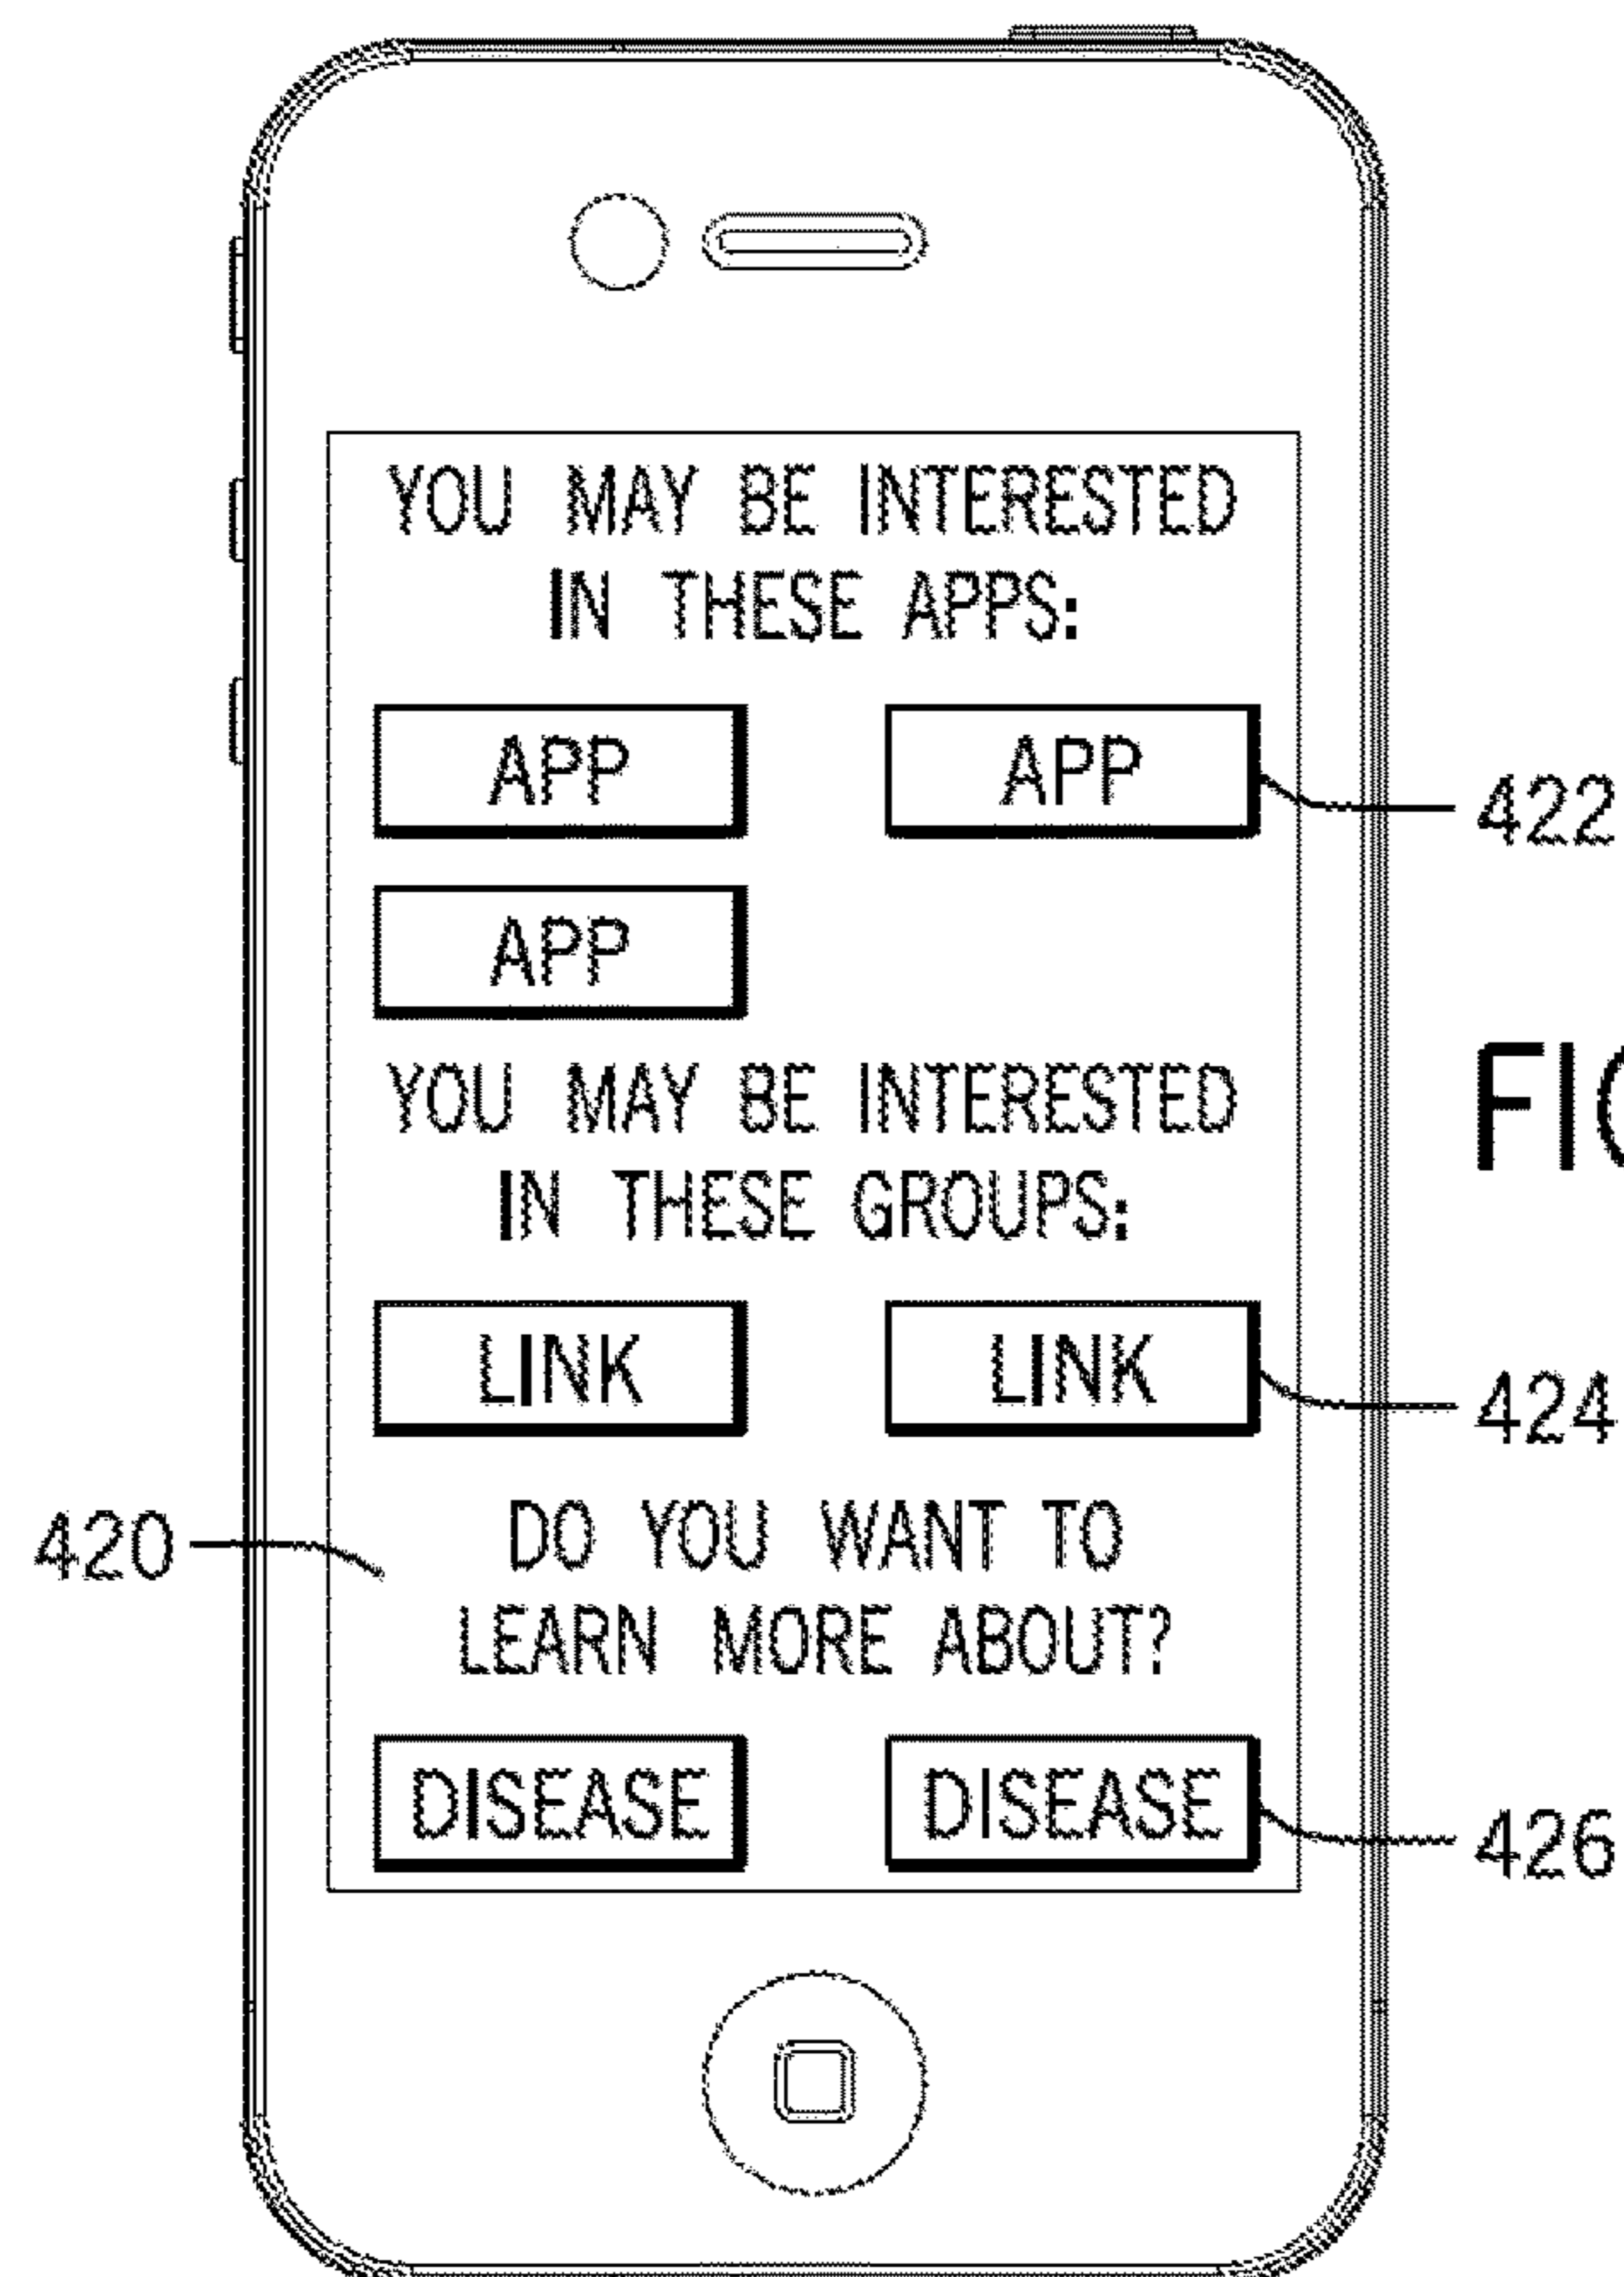 YOU MAY BE INTERESTED
IN THESE APPS:
APP APP
422
APP
YOU MAY BE INTERESTED
IN THESE GROUPS:
LINK LINK
424
420
DO YOU WANT TO
LEARN MORE ABOUT?
DISEASE DISEASE
426